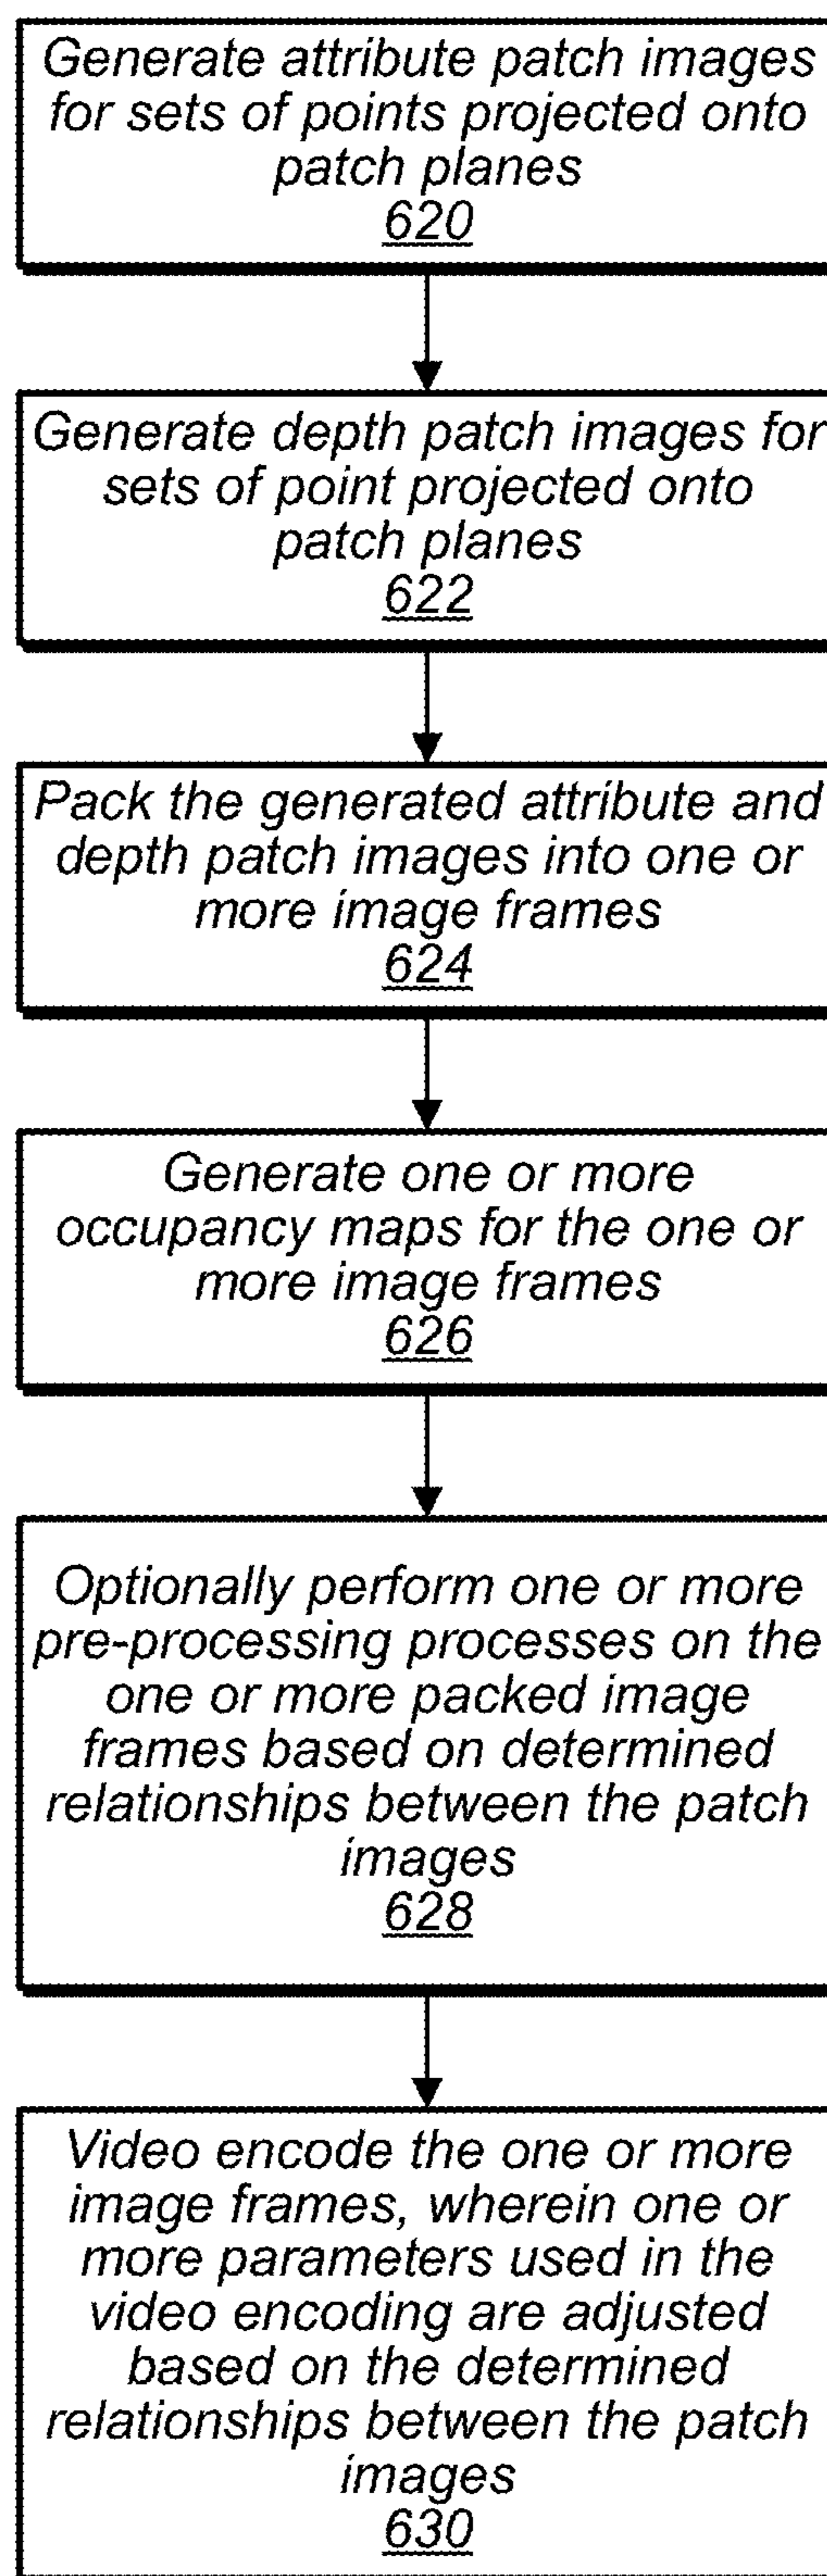 Generate attribute patch images
for sets of points projected onto
patch planes
620
Generate depth patch images for
sets of point projected onto
patch planes
622
Pack the generated attribute and
depth patch images into one or
more image frames
624
Generate one or more
occupancy maps for the one or
more image frames
626
Optionally perform one or more
pre-processing processes on the
one or more packed image
frames based on determined
relationships between the patch
images
628
Video encode the one or more
image frames, wherein one or
more parameters used in the
video encoding are adjusted
based on the determined
relationships between the patch
images
630